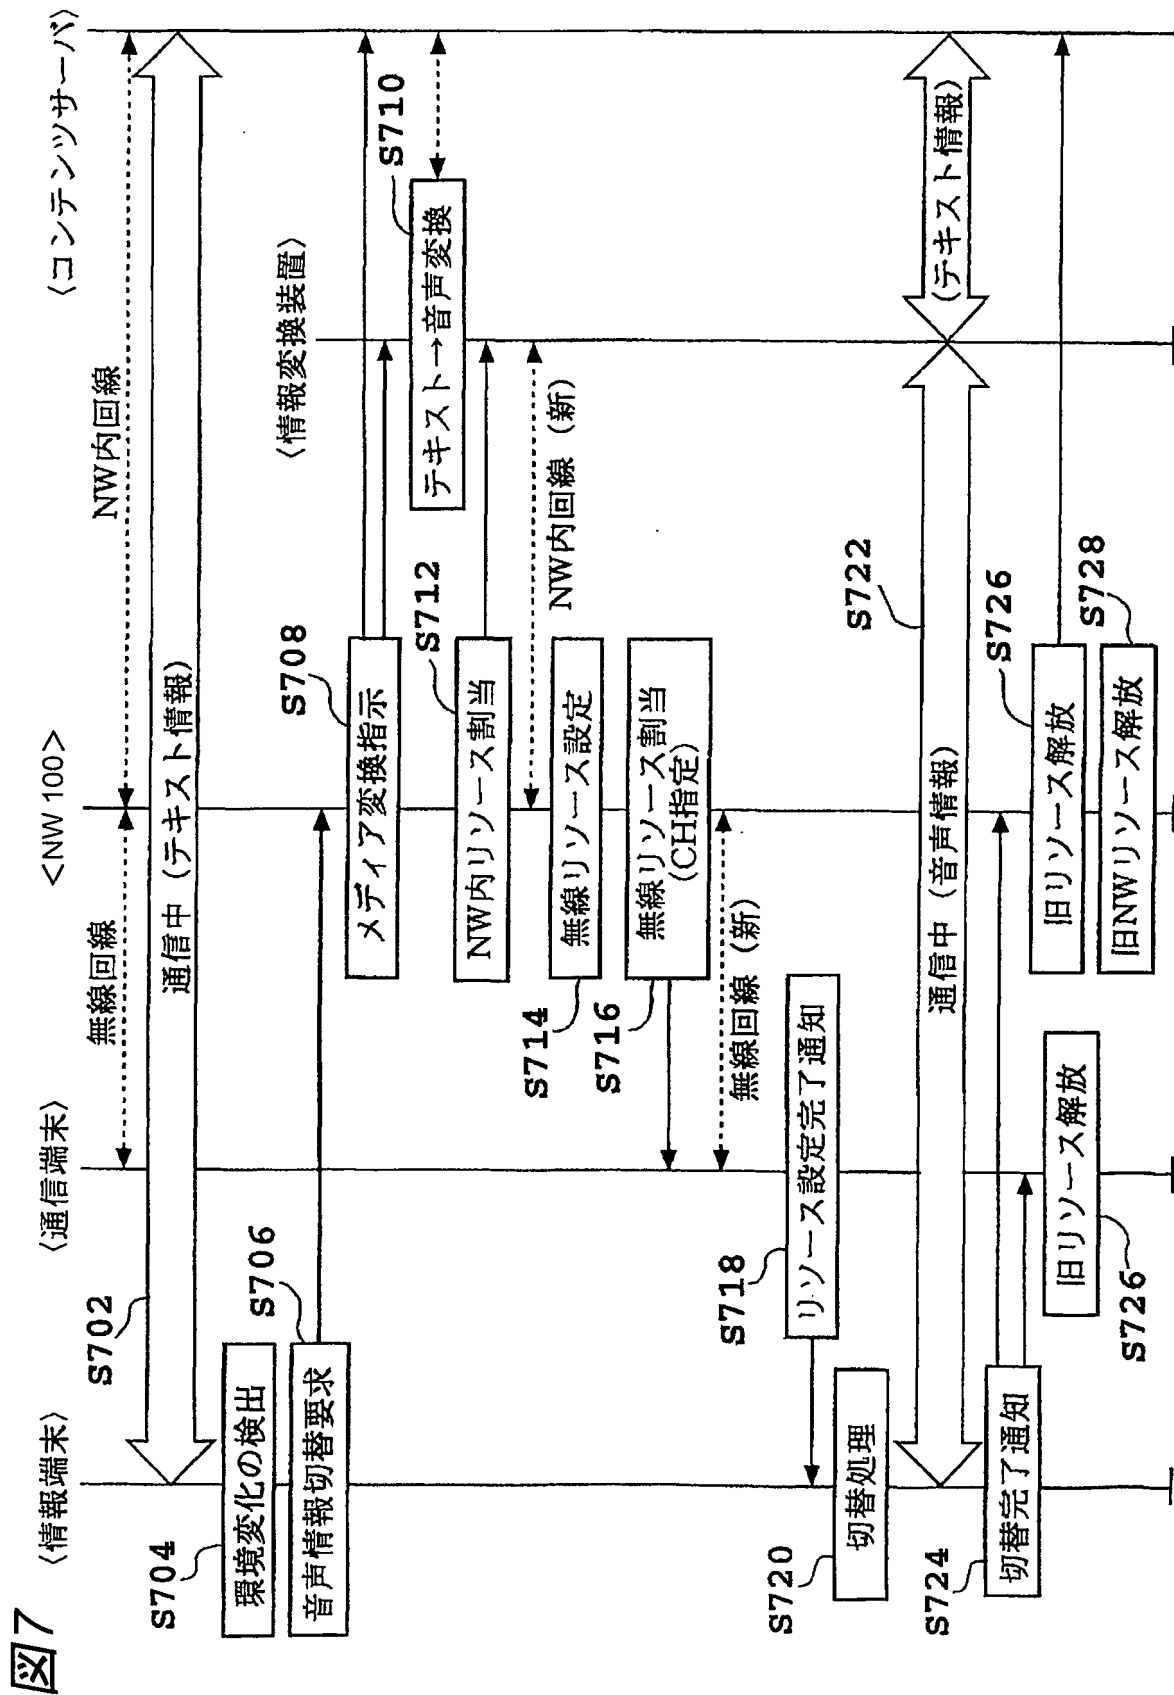 図7
〈情報端末〉
〈通信端末〉
<NW 100>
〈情報変換装置〉
〈コンテンツサーバ〉
無線回線
NW内回線
S702
通信中（テキスト情報）
S704
環境変化の検出
S706
音声情報切替要求
S708
メディア変換指示
S710
テキスト→音声変換
S712
NW内リソース割当
NW内回線（新）
S714
無線リソース設定
S716
無線リソース割当
(CH指定)
無線回線（新）
S718
リソース設定完了通知
S720
切替処理
S722
通信中（音声情報）
(テキスト情報)
S724
切替完了通知
S726
旧リソース解放
S726
旧リソース解放
S728
旧NWリソース解放